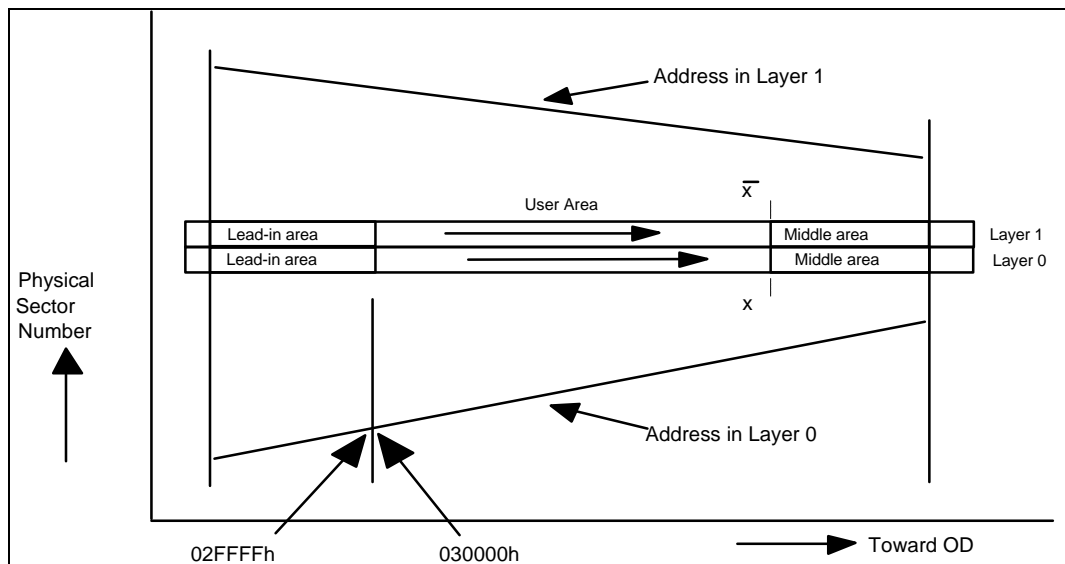 Address in Layer 1
x̅
User Area
Lead-in area
Middle area
Layer 1
Lead-in area
Middle area
Layer 0
Physical
Sector
Number
x
Address in Layer 0
02FFFFh
030000h
Toward OD